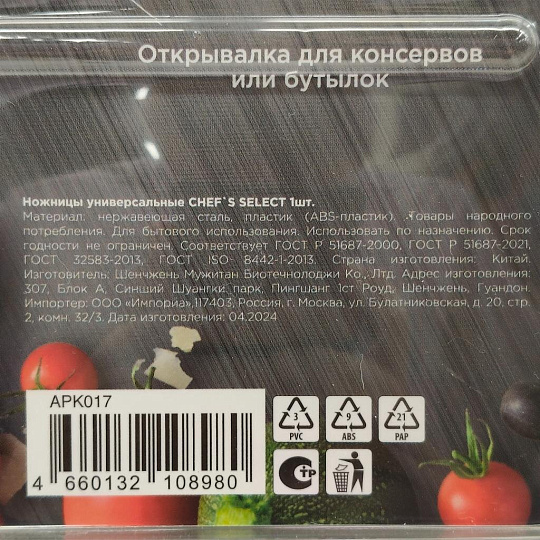 Открывалка для консервов
или бутылок
Ножницы универсальные CHEF`S SELECT 1шт.
Материал: нержавеющая сталь, пластик (ABS-пластик). Товары народного
потребления. Для бытового использования. Использовать по назначению. Срок
годности не ограничен. Соответствует ГОСТ Р 51687-2000, ГОСТ Р 51687-2021,
ГОСТ 32583-2013, ГОСТ ISO 8442-1-2013. Страна изготовления: Китай.
Изготовитель: Шенчжень Мужитан Биотечнолоджи Ко., Лтд. Адрес изготовления:
307, Блок А, Синший Шуангки парк, Пингшанг 1ст Роуд, Шенчжень, Гуандон.
Импортер: ООО «Импориа»,117403, Россия, г. Москва, ул. Булатниковская, д. 20, стр.
2, комн. 32/3. Дата изготовления: 04.2024
APK017
4 660132 108980
3
PVC
9
ABS
21
PAP
СТР